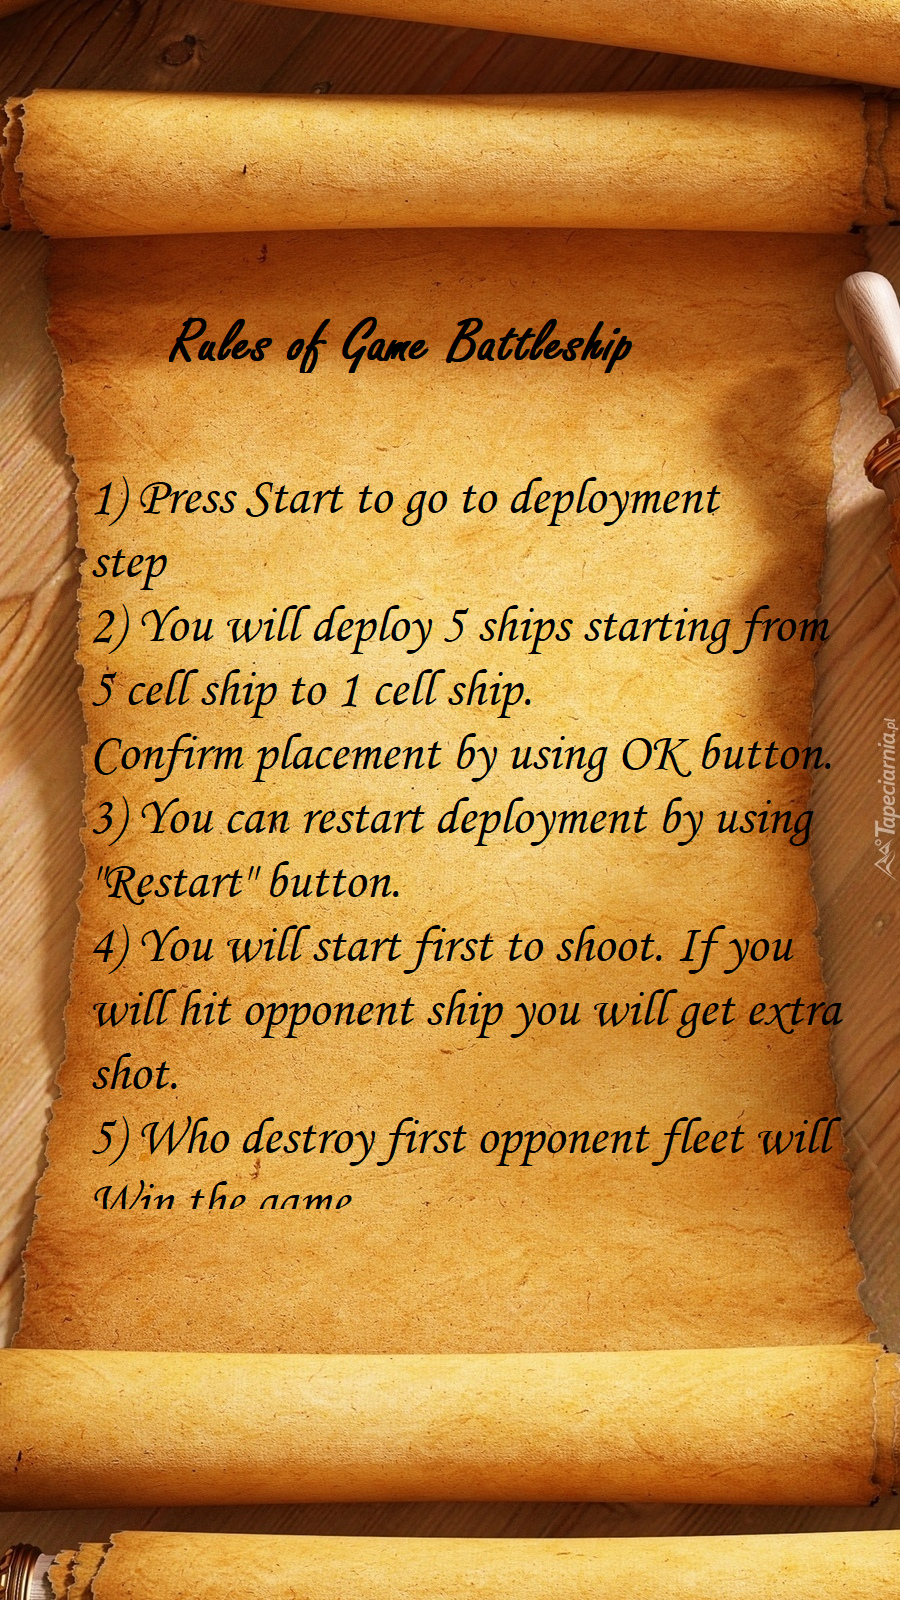 Rules of Game Battleship
1) Press Start to go to deployment
step
2) You will deploy 5 ships starting from
5 cell ship to 1 cell ship.
Confirm placement by using OK button.
3) You can restart deployment by using
"Restart" button.
4) You will start first to shoot. If you
will hit opponent ship you will get extra
shot.
5) Who destroy first opponent fleet will
Win the game
Tapeciarnia.pl